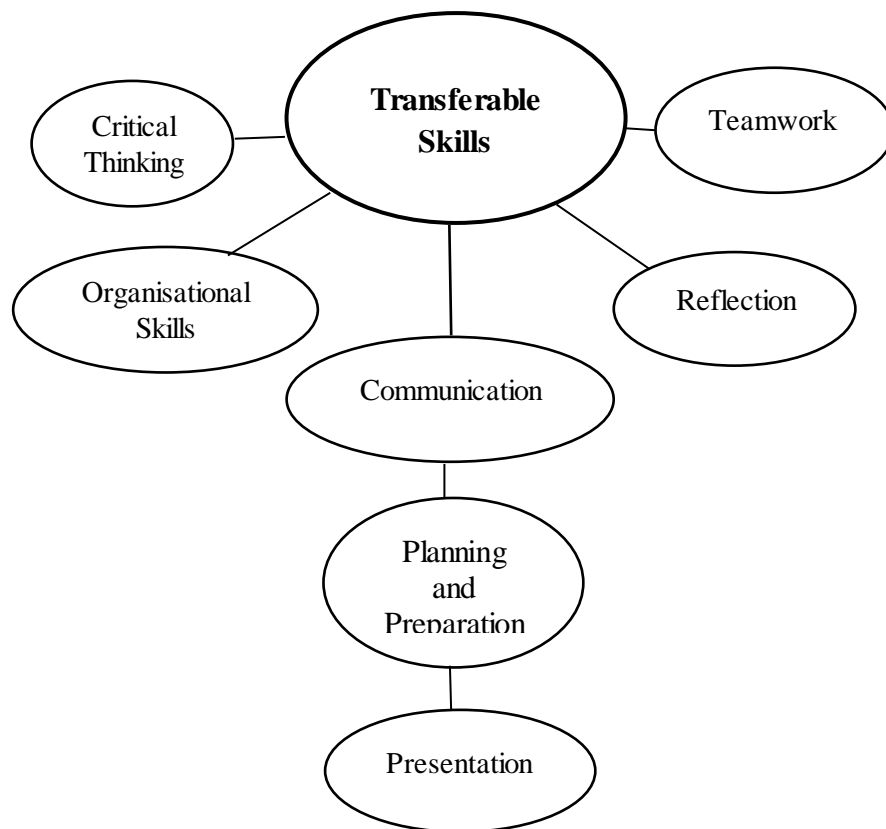 Transferable
Skills
Critical
Thinking
Teamwork
Organisational
Skills
Reflection
Communication
Planning
and
Preparation
Presentation